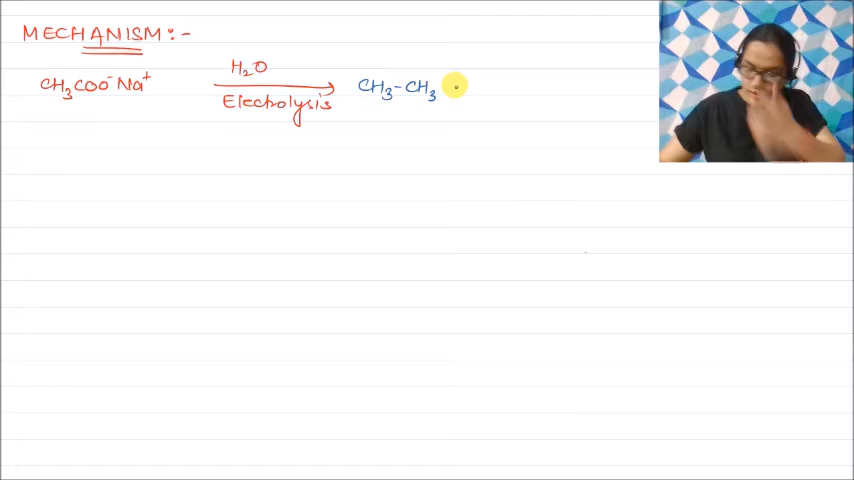 MECHANISM:-
H₂O
CH₃COO⁻Na⁺ ⟶ CH₃-CH₃
Electrolysis